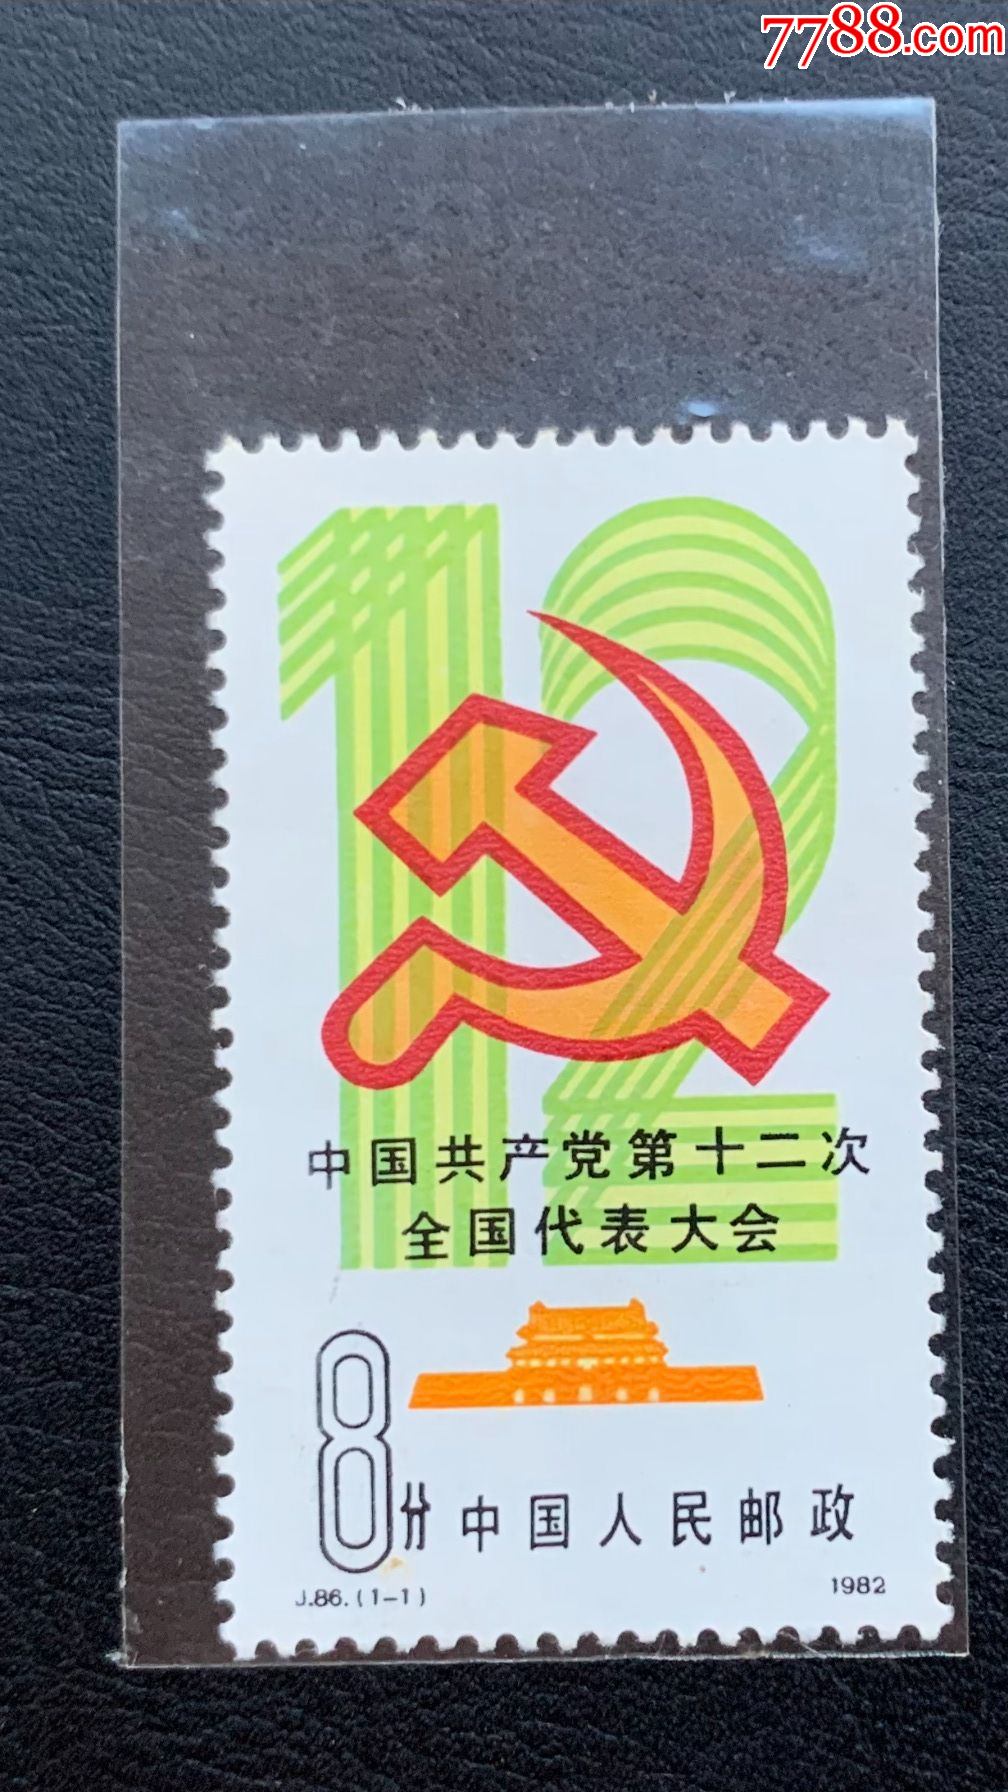 7788.com
12
中国共产党第十二次
全国代表大会
8分 中国人民邮政
J.86.(1-1) 1982